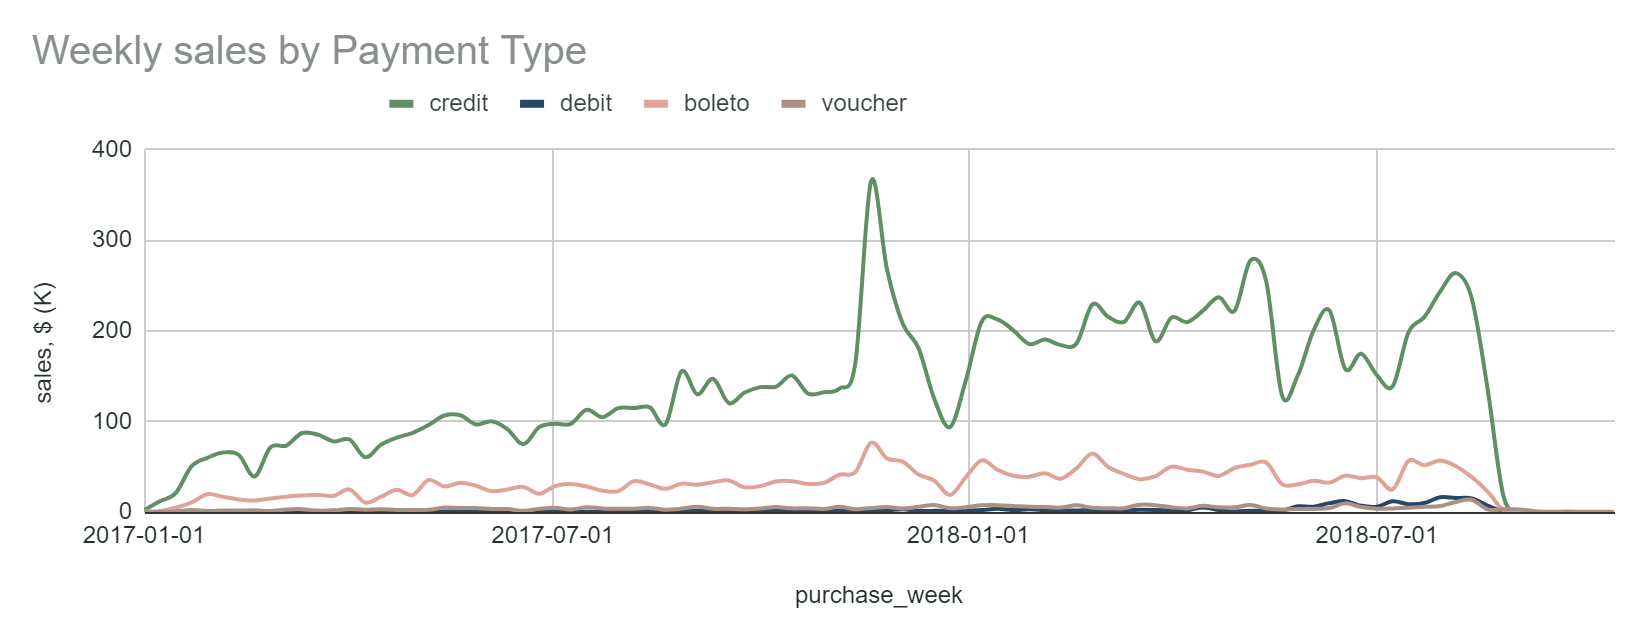 Weekly sales by Payment Type
credit debit boleto voucher
400
300
200
100
0
sales, $ (K)
2017-01-01 2017-07-01 2018-01-01 2018-07-01
purchase_week